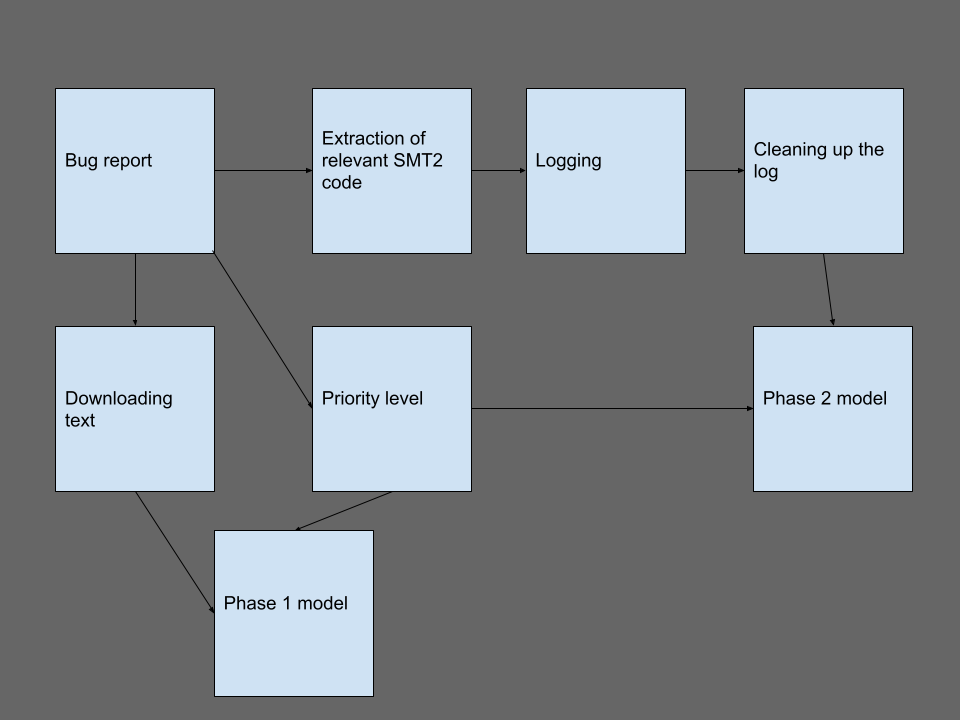 Bug report
Extraction of
relevant SMT2
code
Logging
Cleaning up the
log
Downloading
text
Priority level
Phase 2 model
Phase 1 model